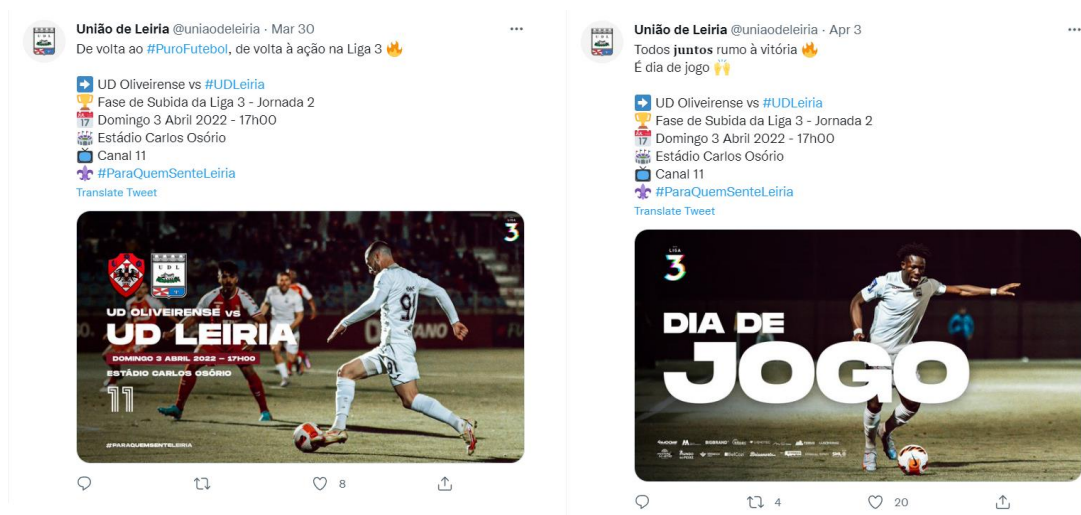 União de Leiria @uniaodeleiria · Mar 30
De volta ao #PuroFutebol, de volta à ação na Liga 3 🔥
➡️ UD Oliveirense vs #UDLeiria
🏆 Fase de Subida da Liga 3 - Jornada 2
📅 Domingo 3 Abril 2022 - 17h00
🏟️ Estádio Carlos Osório
📺 Canal 11
⚜️ #ParaQuemSenteLeiria
Translate Tweet
3
UDL
91
UD OLIVEIRENSE VS
UD LEIRIA
DOMINGO 3 ABRIL 2022 – 17H00
ESTÁDIO CARLOS OSÓRIO
11
#PARAQUEMSENTELEIRIA
8
União de Leiria @uniaodeleiria · Apr 3
Todos juntos rumo à vitória 🔥
É dia de jogo 🙌
➡️ UD Oliveirense vs #UDLeiria
🏆 Fase de Subida da Liga 3 - Jornada 2
📅 Domingo 3 Abril 2022 - 17h00
🏟️ Estádio Carlos Osório
📺 Canal 11
⚜️ #ParaQuemSenteLeiria
Translate Tweet
LIGA
3
DIA DE
JOGO
4
20